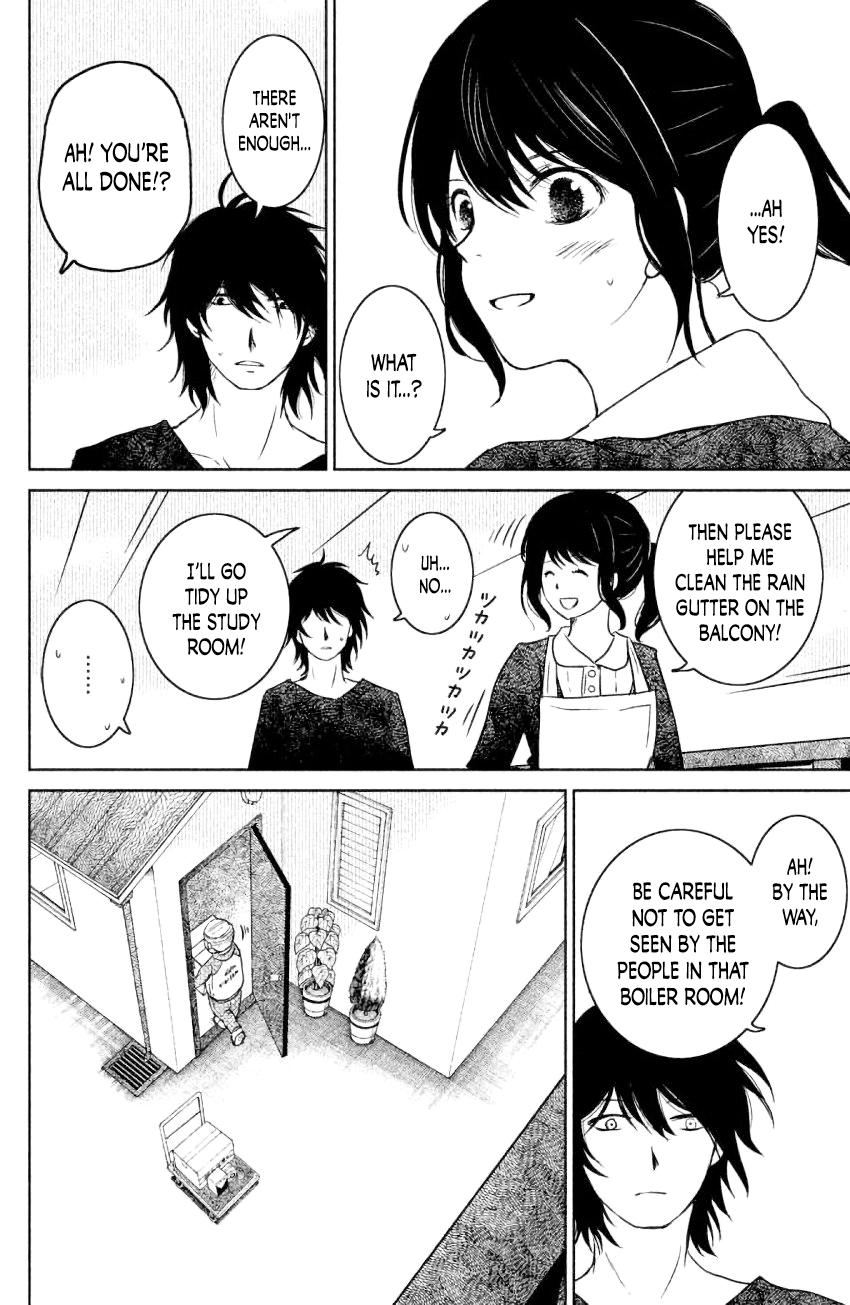 ...AH
YES!
WHAT
IS IT...?
THERE
AREN'T
ENOUGH...
AH! YOU'RE
ALL DONE!?
THEN PLEASE
HELP ME
CLEAN THE RAIN
GUTTER ON THE
BALCONY!
ツカツカツカツカ
UH...
NO...
I'LL GO
TIDY UP
THE STUDY
ROOM!
......
AH!
BY THE
WAY,
BE CAREFUL
NOT TO GET
SEEN BY THE
PEOPLE IN THAT
BOILER ROOM!